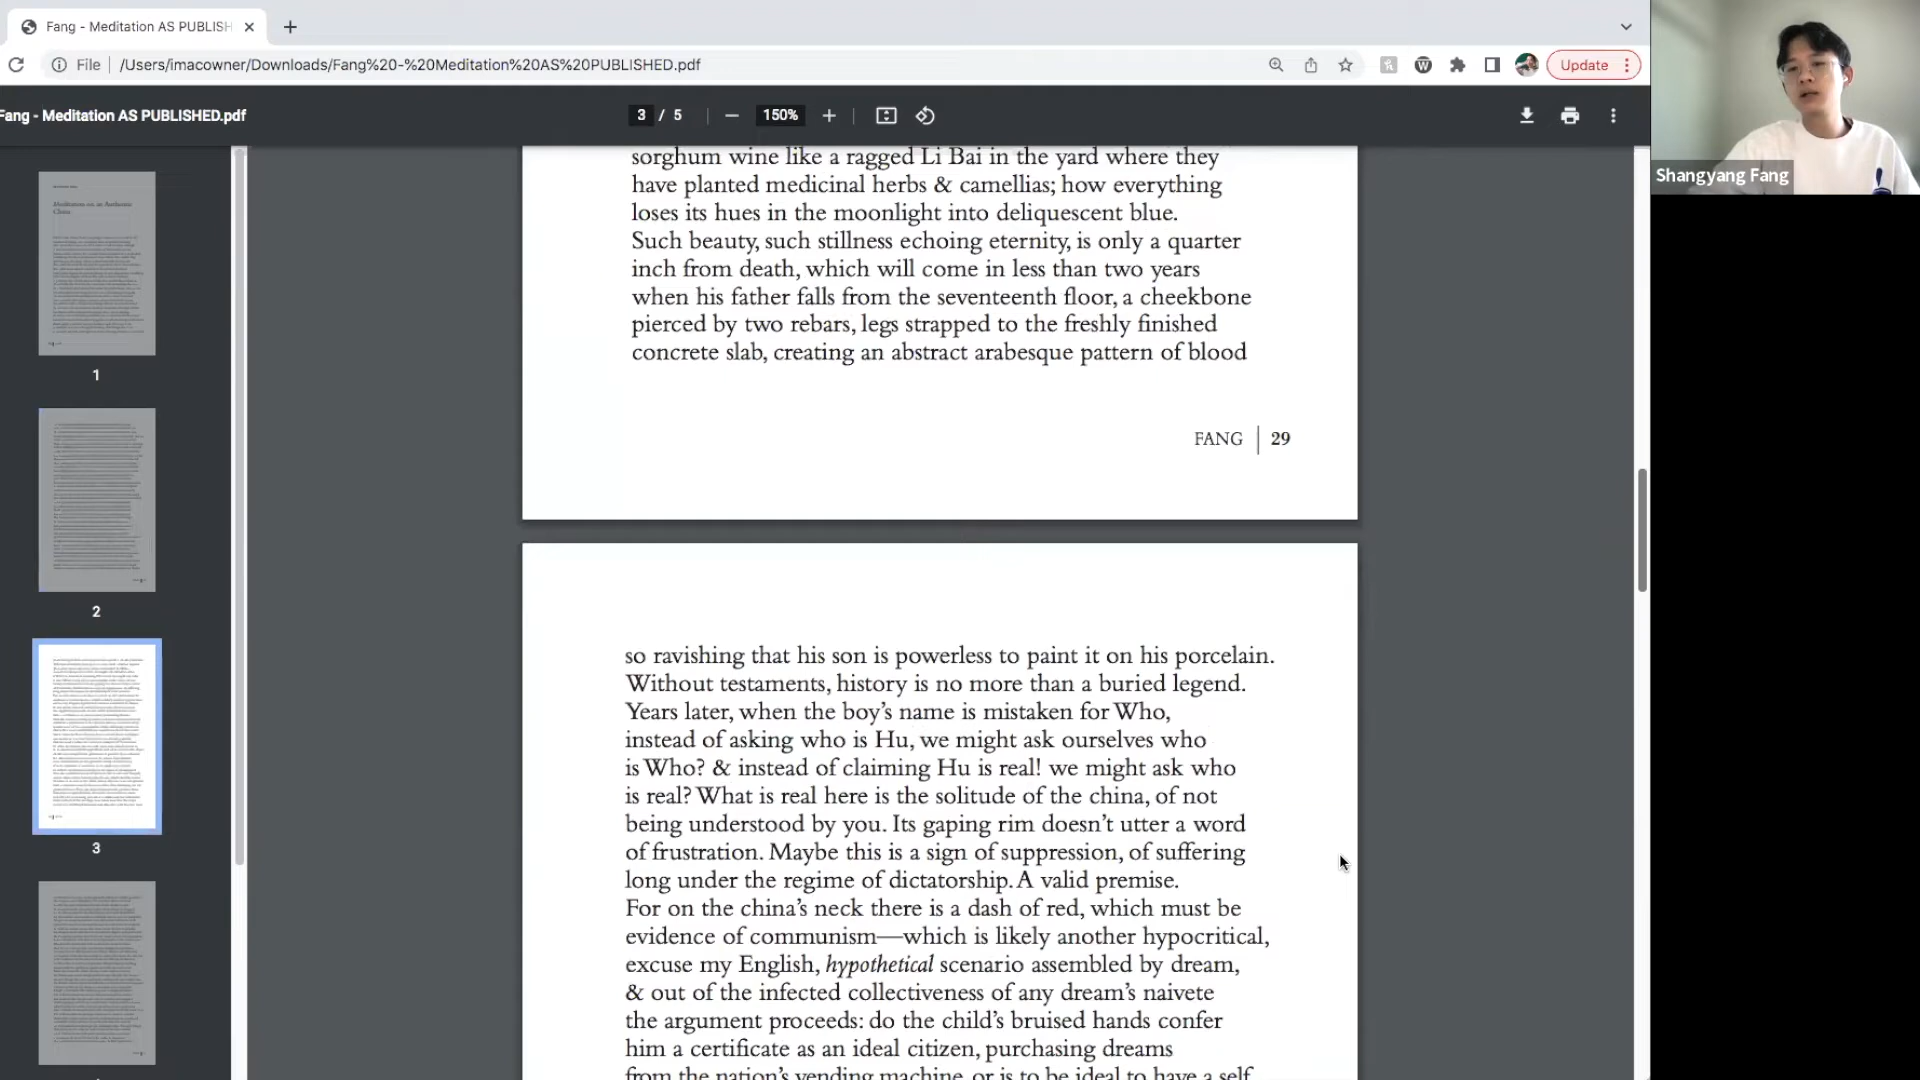 Fang - Meditation AS PUBLISH
File
/Users/imacowner/Downloads/Fang%20-%20Meditation%20AS%20PUBLISHED.pdf
Update
Fang - Meditation AS PUBLISHED.pdf
3 / 5
150%
Shangyang Fang
1
2
3
sorghum wine like a ragged Li Bai in the yard where they
have planted medicinal herbs & camellias; how everything
loses its hues in the moonlight into deliquescent blue.
Such beauty, such stillness echoing eternity, is only a quarter
inch from death, which will come in less than two years
when his father falls from the seventeenth floor, a cheekbone
pierced by two rebars, legs strapped to the freshly finished
concrete slab, creating an abstract arabesque pattern of blood
FANG | 29
so ravishing that his son is powerless to paint it on his porcelain.
Without testaments, history is no more than a buried legend.
Years later, when the boy’s name is mistaken for Who,
instead of asking who is Hu, we might ask ourselves who
is Who? & instead of claiming Hu is real! we might ask who
is real? What is real here is the solitude of the china, of not
being understood by you. Its gaping rim doesn’t utter a word
of frustration. Maybe this is a sign of suppression, of suffering
long under the regime of dictatorship. A valid premise.
For on the china’s neck there is a dash of red, which must be
evidence of communism—which is likely another hypocritical,
excuse my English, hypothetical scenario assembled by dream,
& out of the infected collectiveness of any dream’s naivete
the argument proceeds: do the child’s bruised hands confer
him a certificate as an ideal citizen, purchasing dreams
from the nation’s vending machine, or is to be ideal to have a self